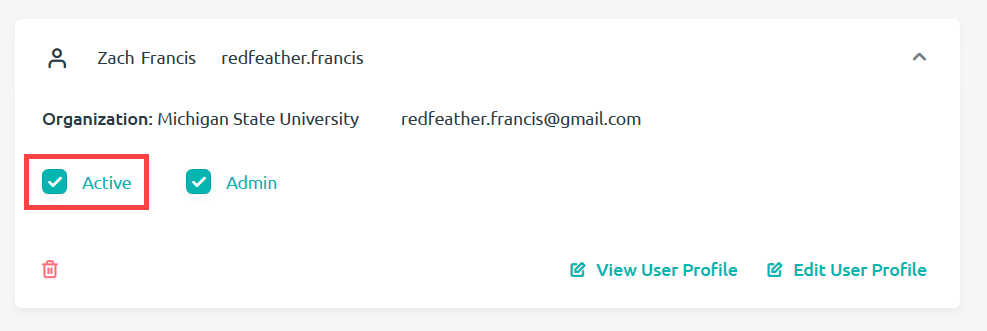 Zach Francis redfeather.francis
Organization: Michigan State University redfeather.francis@gmail.com
Active Admin
View User Profile Edit User Profile